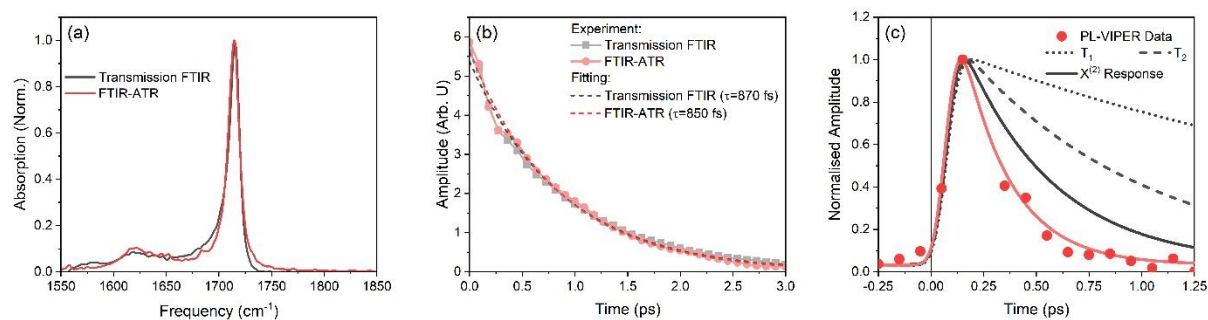 (a)
Absorption (Norm.)
1.0
0.8
0.6
0.4
0.2
0.0
Transmission FTIR
FTIR-ATR
1550 1600 1650 1700 1750 1800 1850
Frequency (cm⁻¹)
(b)
Amplitude (Arb. U)
6
5
4
3
2
1
0
Experiment:
Transmission FTIR
FTIR-ATR
Fitting:
Transmission FTIR (τ=870 fs)
FTIR-ATR (τ=850 fs)
0.0 0.5 1.0 1.5 2.0 2.5 3.0
Time (ps)
(c)
Normalised Amplitude
1.2
1.0
0.8
0.6
0.4
0.2
0.0
PL-VIPER Data
T₁ T₂
X⁽²⁾ Response
-0.25 0.00 0.25 0.50 0.75 1.00 1.25
Time (ps)